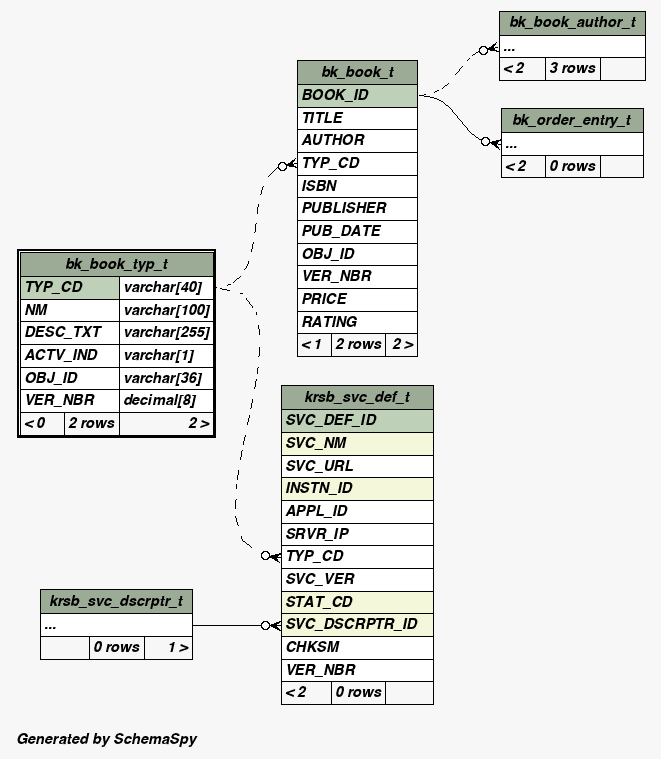 bk_book_author_t
...
< 2 3 rows
bk_book_t
BOOK_ID
TITLE
AUTHOR
TYP_CD
ISBN
PUBLISHER
PUB_DATE
OBJ_ID
VER_NBR
PRICE
RATING
< 1 2 rows 2 >
bk_order_entry_t
...
< 2 0 rows
bk_book_typ_t
TYP_CD varchar[40]
NM varchar[100]
DESC_TXT varchar[255]
ACTV_IND varchar[1]
OBJ_ID varchar[36]
VER_NBR decimal[8]
< 0 2 rows 2 >
krsb_svc_def_t
SVC_DEF_ID
SVC_NM
SVC_URL
INSTN_ID
APPL_ID
SRVR_IP
TYP_CD
SVC_VER
STAT_CD
SVC_DSCRPTR_ID
CHKSM
VER_NBR
< 2 0 rows
krsb_svc_dscrptr_t
...
0 rows 1 >
Generated by SchemaSpy